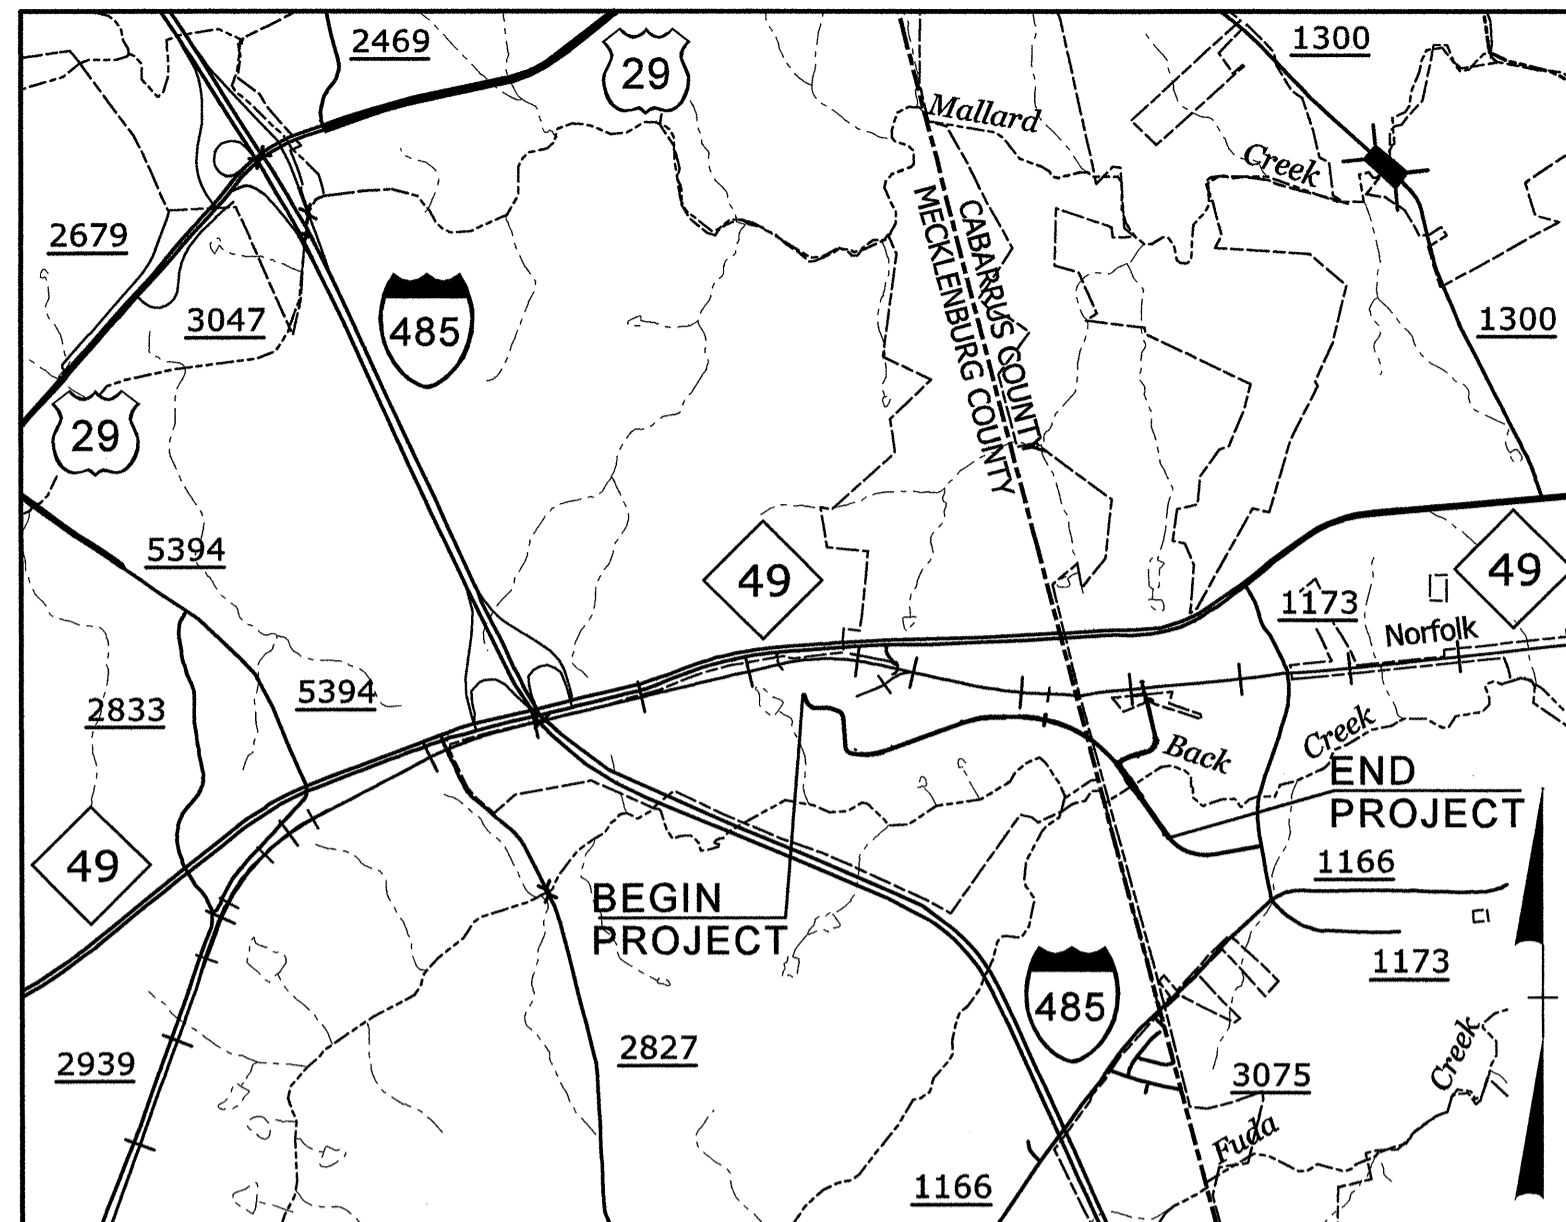 2469
29
1300
Mallard
Creek
2679
3047
485
CABARRUS COUNTY
MECKLENBURG COUNTY
1300
29
5394
49
49
1173
Norfolk
2833
5394
Back
Creek
END
PROJECT
49
BEGIN
PROJECT
1166
1173
485
2939
2827
3075
Creek
Fuda
1166